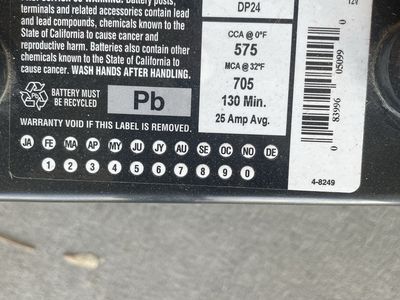 terminals and related accessories contain lead
and lead compounds, chemicals known to the
State of California to cause cancer and
reproductive harm. Batteries also contain other
chemicals known to the State of California to
cause cancer. WASH HANDS AFTER HANDLING.
BATTERY MUST
BE RECYCLED
Pb
WARRANTY VOID IF THIS LABEL IS REMOVED.
JA FE MA AP MY JU JY AU SE OC NO DE
1 2 3 4 5 6 7 8 9 0
DP24
CCA @ 0°F
575
MCA @ 32°F
705
130 Min.
25 Amp Avg.
12V
0 83996 05099 0
4-8249